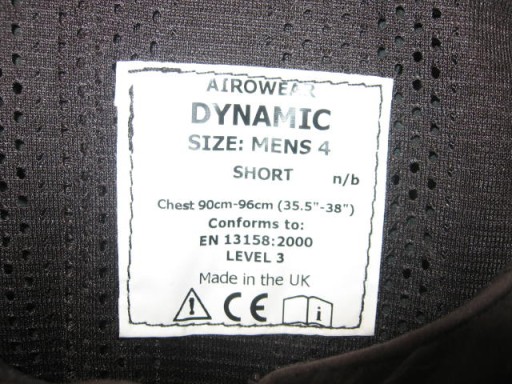 AIROWEAR
DYNAMIC
SIZE: MENS 4
SHORT n/b
Chest 90cm-96cm (35.5"-38")
Conforms to:
EN 13158:2000
LEVEL 3
Made in the UK
CE i